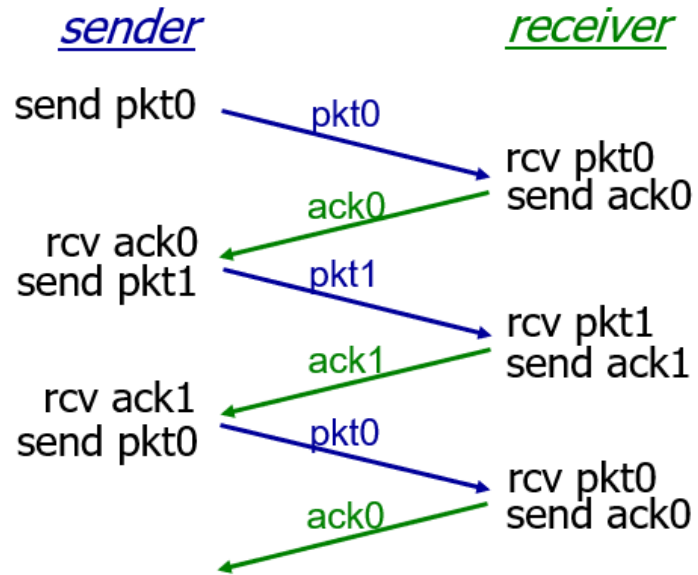 sender
receiver
send pkt0
pkt0
rcv pkt0
send ack0
ack0
rcv ack0
send pkt1
pkt1
rcv pkt1
send ack1
ack1
rcv ack1
send pkt0
pkt0
rcv pkt0
send ack0
ack0